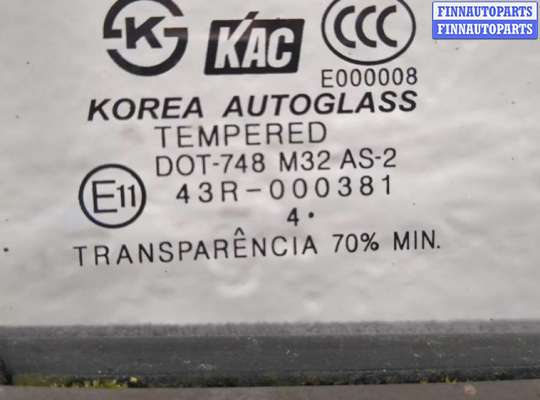 FINNAUTOPARTS
FINNAUTOPARTS
K
KAC
CCC
E000008
KOREA AUTOGLASS
TEMPERED
DOT-748 M32 AS-2
E11
43R-000381
4 •
TRANSPARÊNCIA 70% MIN.